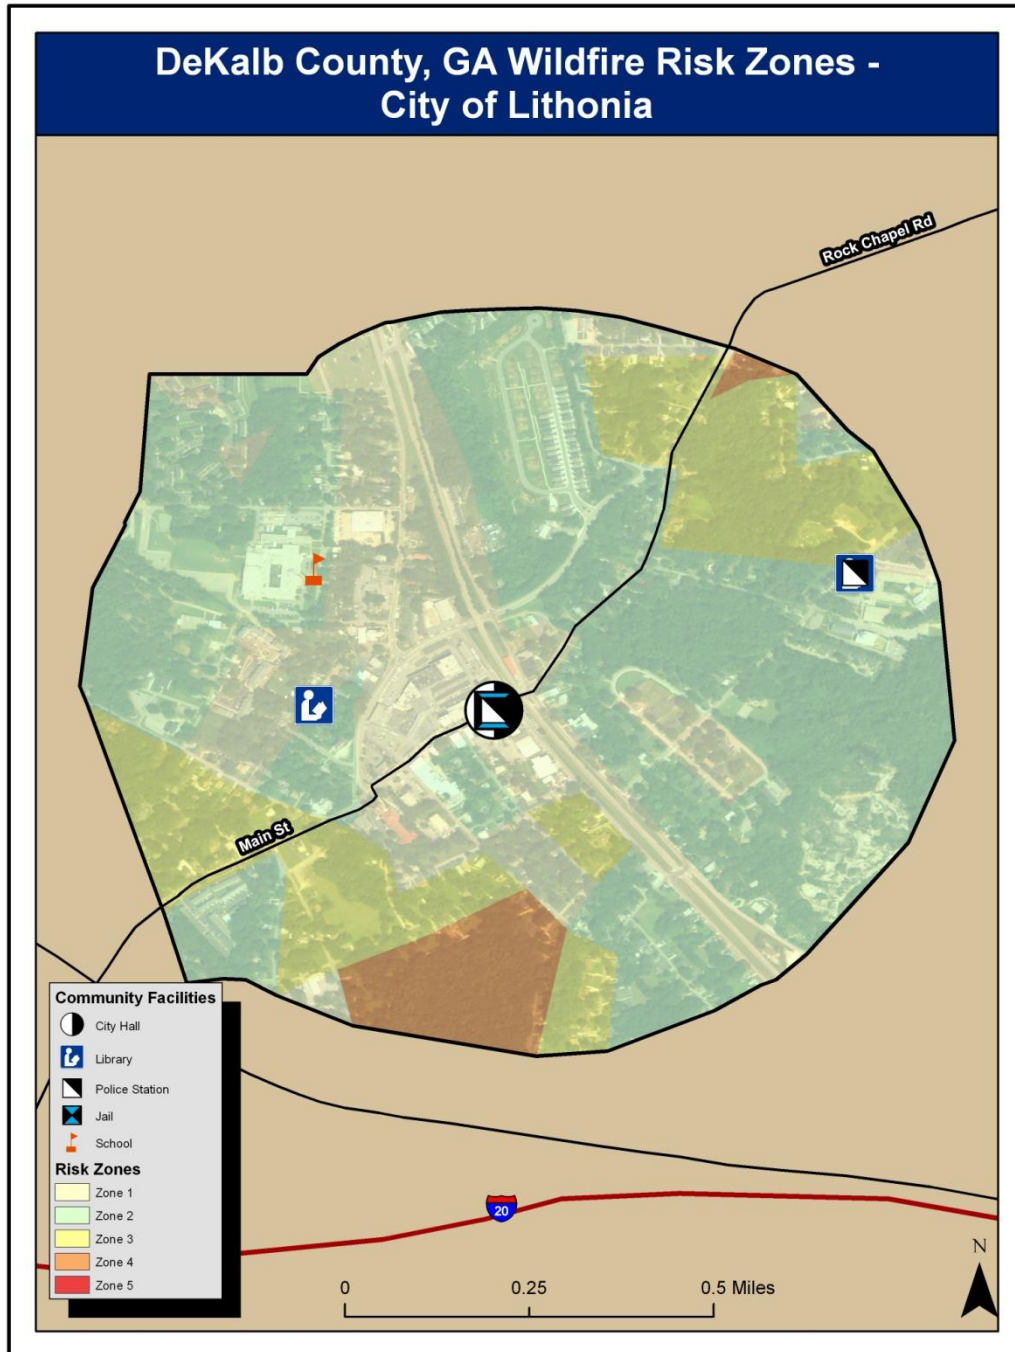 DeKalb County, GA Wildfire Risk Zones -
City of Lithonia
Rock Chapel Rd
Main St
Community Facilities
City Hall
Library
Police Station
Jail
School
Risk Zones
Zone 1
Zone 2
Zone 3
Zone 4
Zone 5
20
N
0
0.25
0.5 Miles